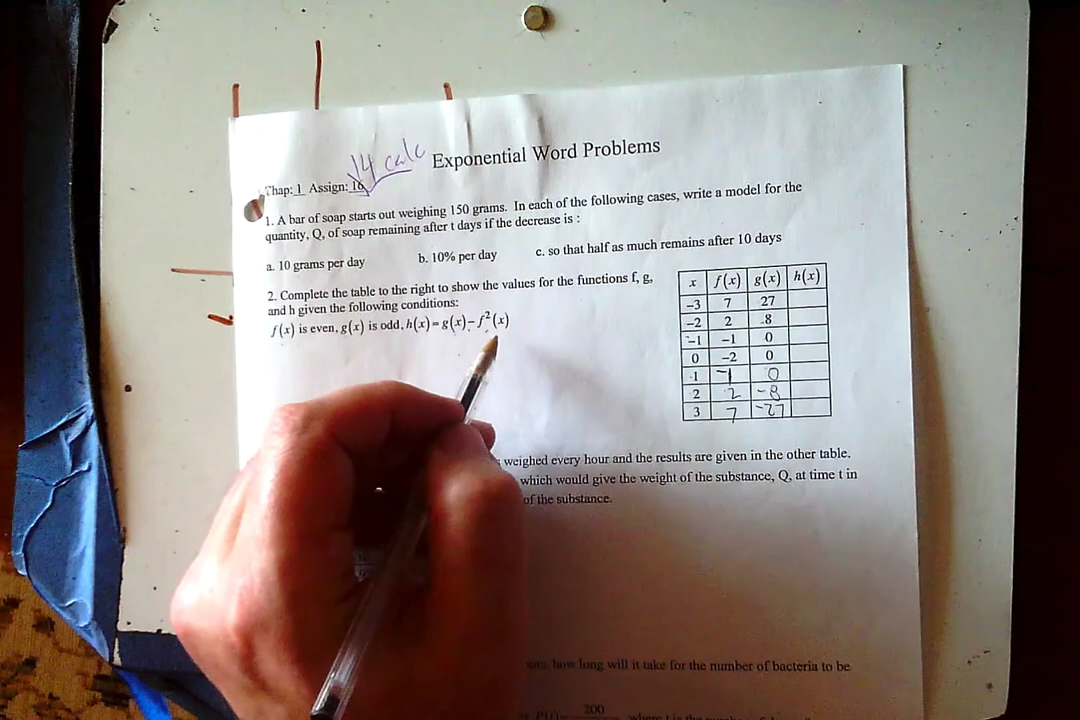 14 calc
Exponential Word Problems
Chap: 1 Assign: 16
1. A bar of soap starts out weighing 150 grams. In each of the following cases, write a model for the
quantity, Q, of soap remaining after t days if the decrease is :
a. 10 grams per day b. 10% per day c. so that half as much remains after 10 days
2. Complete the table to the right to show the values for the functions f, g,
and h given the following conditions:
f(x) is even, g(x) is odd, h(x) = g(x) − f²(x)
x f(x) g(x) h(x)
−3 7 27
−2 2 8
−1 −1 0
0 −2 0
1 −1 0
2 2 −8
3 7 −27
weighed every hour and the results are given in the other table.
which would give the weight of the substance, Q, at time t in
of the substance.
how long will it take for the number of bacteria to be
200
where t is the